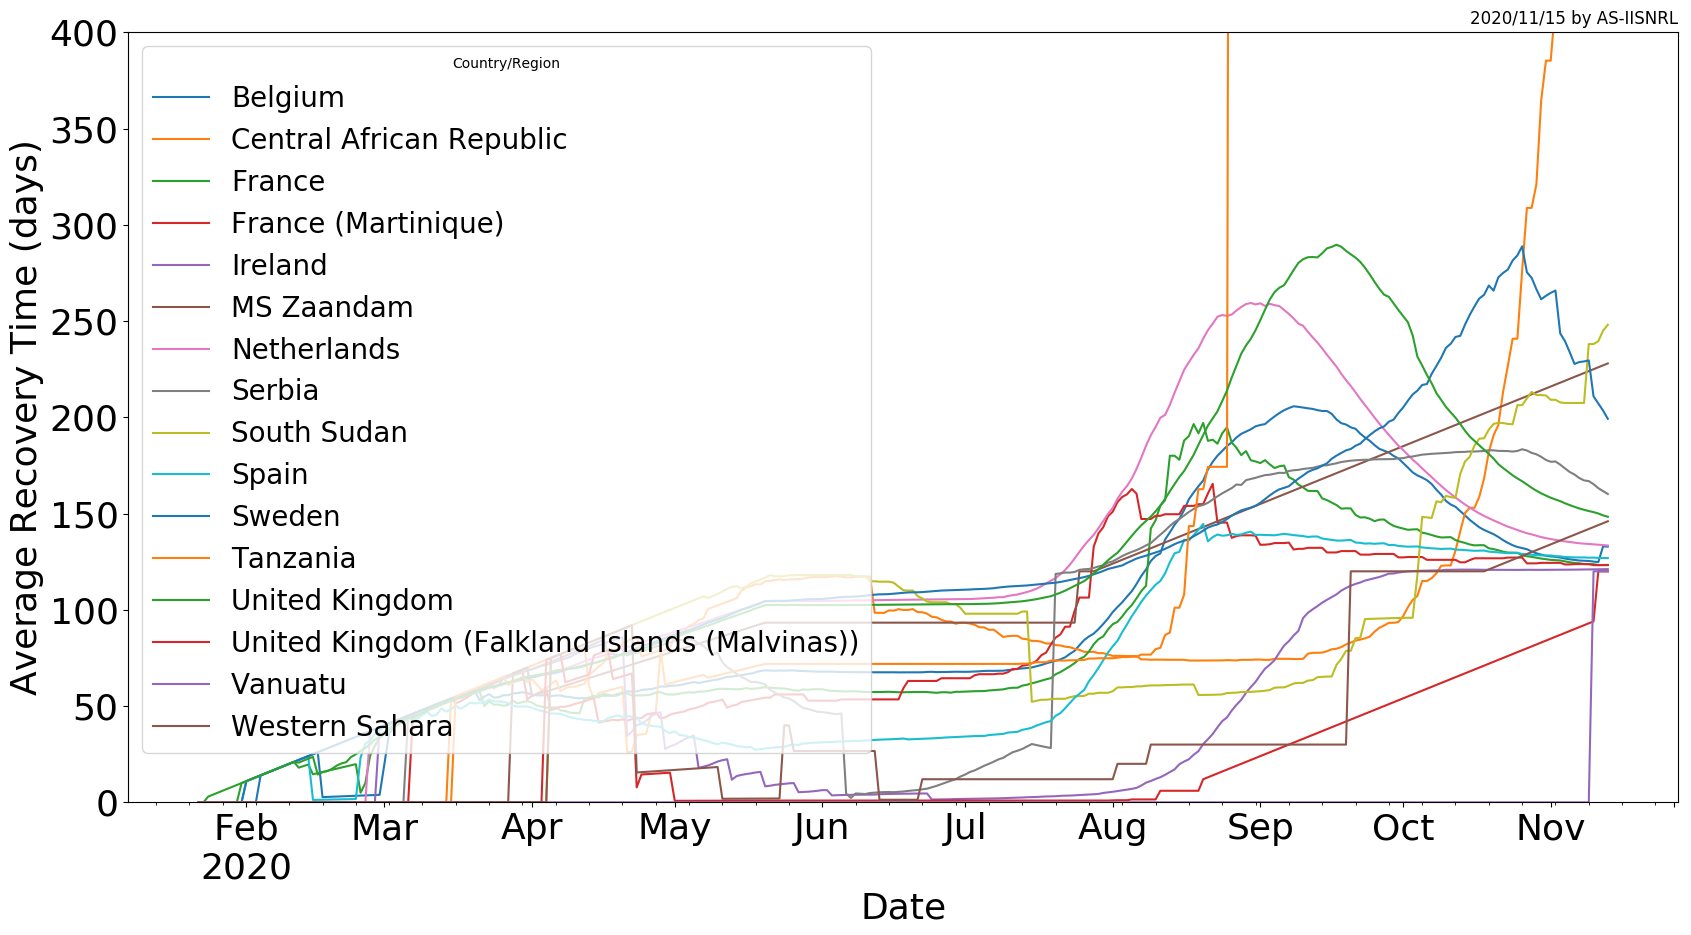 2020/11/15 by AS-IISNRL
400
350
300
250
200
150
100
50
0
Average Recovery Time (days)
Country/Region
Belgium
Central African Republic
France
France (Martinique)
Ireland
MS Zaandam
Netherlands
Serbia
South Sudan
Spain
Sweden
Tanzania
United Kingdom
United Kingdom (Falkland Islands (Malvinas))
Vanuatu
Western Sahara
Feb Mar Apr May Jun Jul Aug Sep Oct Nov
2020
Date